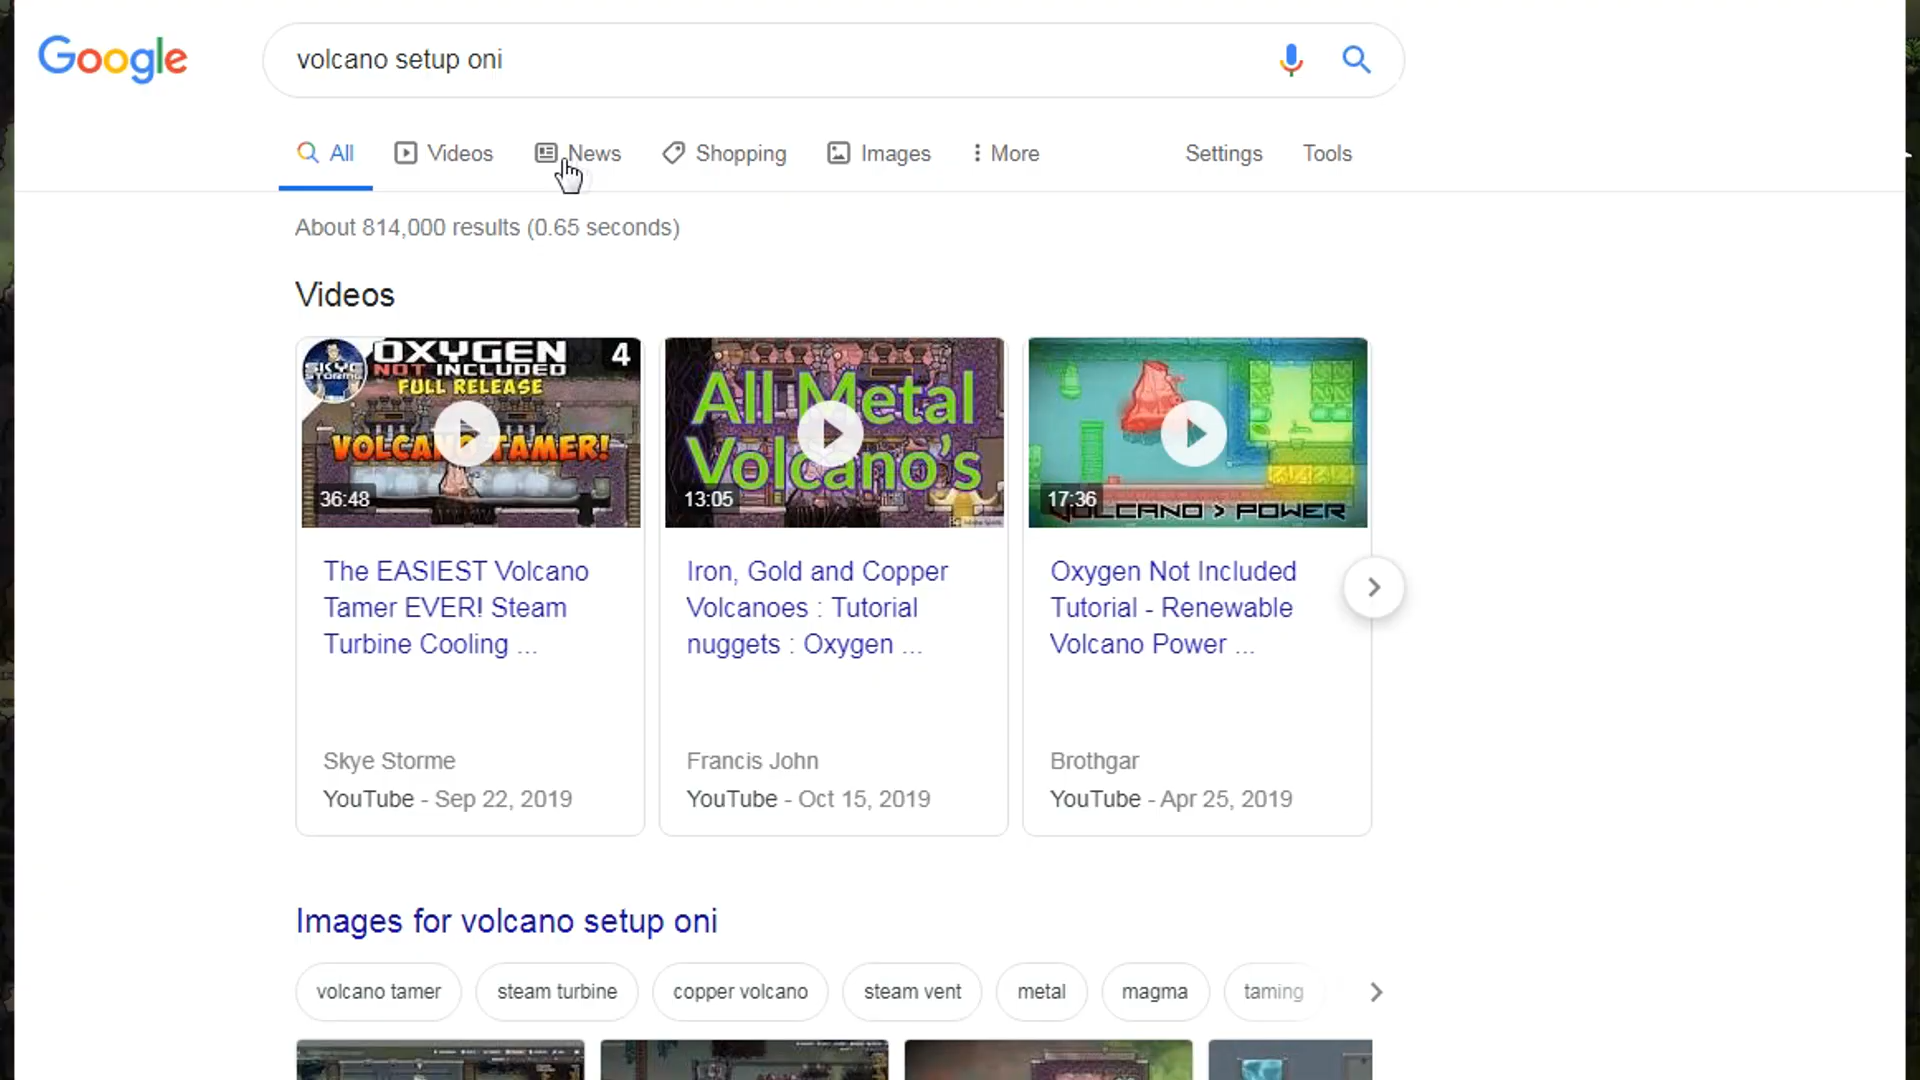 Google
volcano setup oni
All Videos News Shopping Images More Settings Tools
About 814,000 results (0.65 seconds)
Videos
SKYE
STORME
OXYGEN 4
NOT INCLUDED
FULL RELEASE
VOLCANO TAMER!
36:48
All Metal
Volcano's
13:05
17:36
VOLCANO > POWER
The EASIEST Volcano
Tamer EVER! Steam
Turbine Cooling ...
Skye Storme
YouTube - Sep 22, 2019
Iron, Gold and Copper
Volcanoes : Tutorial
nuggets : Oxygen ...
Francis John
YouTube - Oct 15, 2019
Oxygen Not Included
Tutorial - Renewable
Volcano Power ...
Brothgar
YouTube - Apr 25, 2019
Images for volcano setup oni
volcano tamer steam turbine copper volcano steam vent metal magma taming